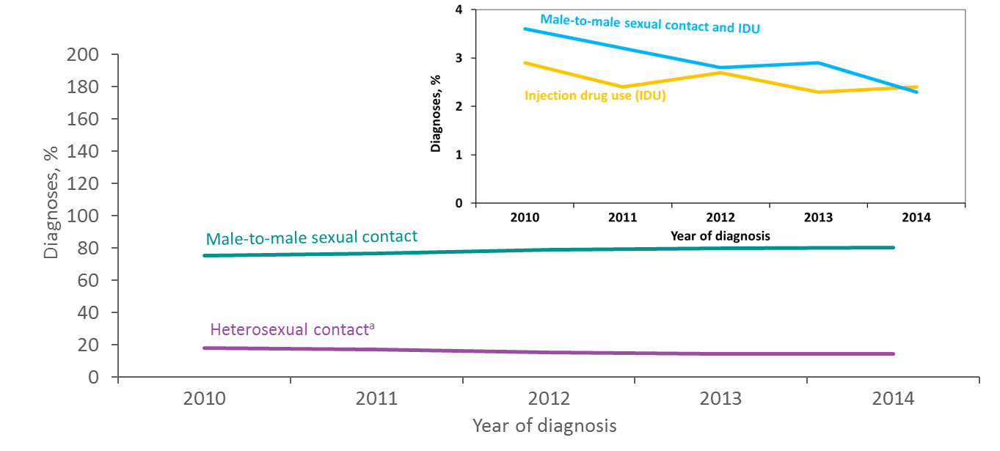 4
3
2
1
0
Diagnoses, %
Male-to-male sexual contact and IDU
Injection drug use (IDU)
2010 2011 2012 2013 2014
Year of diagnosis
200
180
160
140
120
100
80
60
40
20
0
Diagnoses, %
Male-to-male sexual contact
Heterosexual contactᵃ
2010 2011 2012 2013 2014
Year of diagnosis